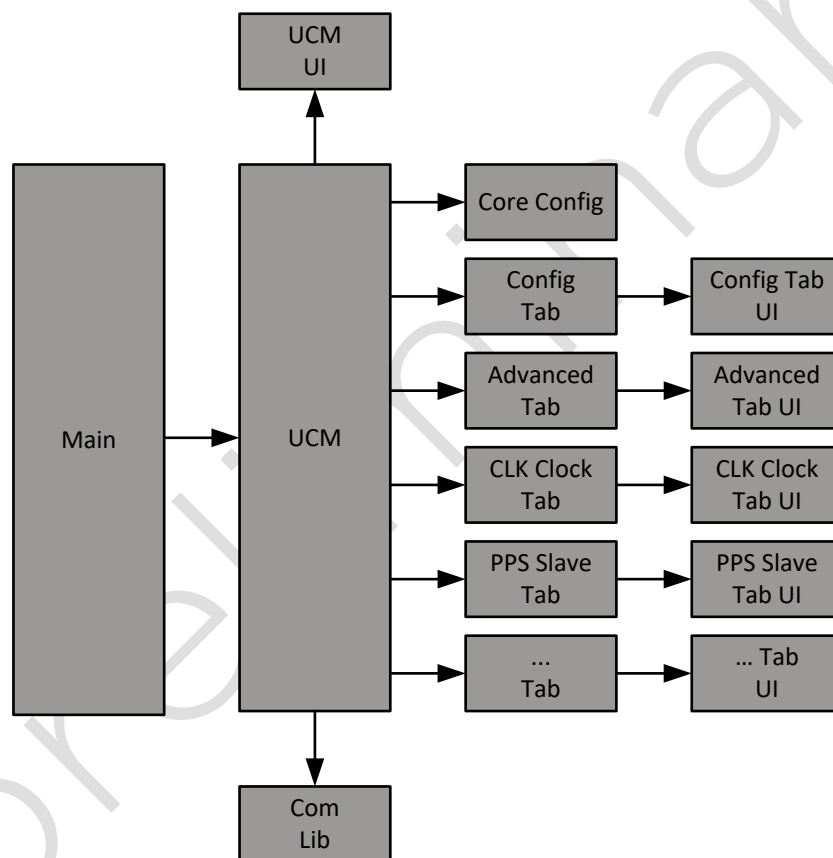 UCM
UI
Main
UCM
Core Config
Config
Tab
Config Tab
UI
Advanced
Tab
Advanced
Tab UI
CLK Clock
Tab
CLK Clock
Tab UI
PPS Slave
Tab
PPS Slave
Tab UI
...
Tab
... Tab
UI
Com
Lib